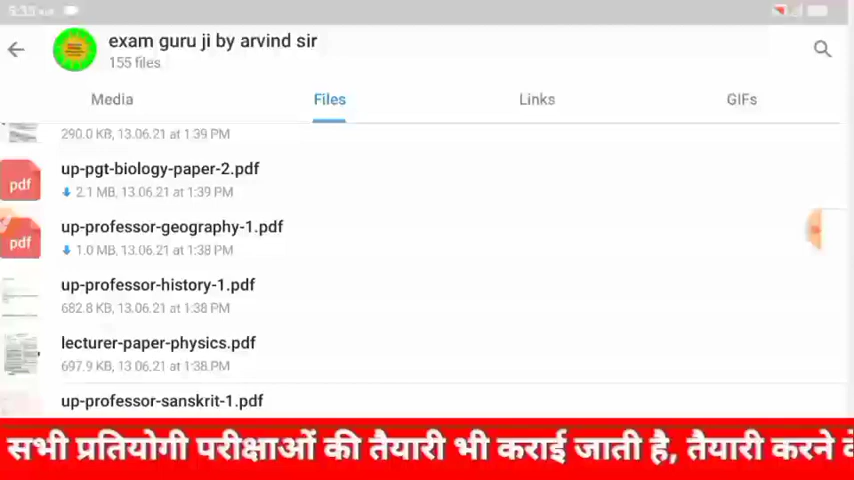 exam guru ji by arvind sir
155 files
Media Files Links GIFs
290.0 KB, 13.06.21 at 1:39 PM
up-pgt-biology-paper-2.pdf
pdf
2.1 MB, 13.06.21 at 1:39 PM
up-professor-geography-1.pdf
pdf
1.0 MB, 13.06.21 at 1:38 PM
up-professor-history-1.pdf
682.8 KB, 13.06.21 at 1:38 PM
lecturer-paper-physics.pdf
697.9 KB, 13.06.21 at 1:38 PM
up-professor-sanskrit-1.pdf
सभी प्रतियोगी परीक्षाओं की तैयारी भी कराई जाती है, तैयारी करने